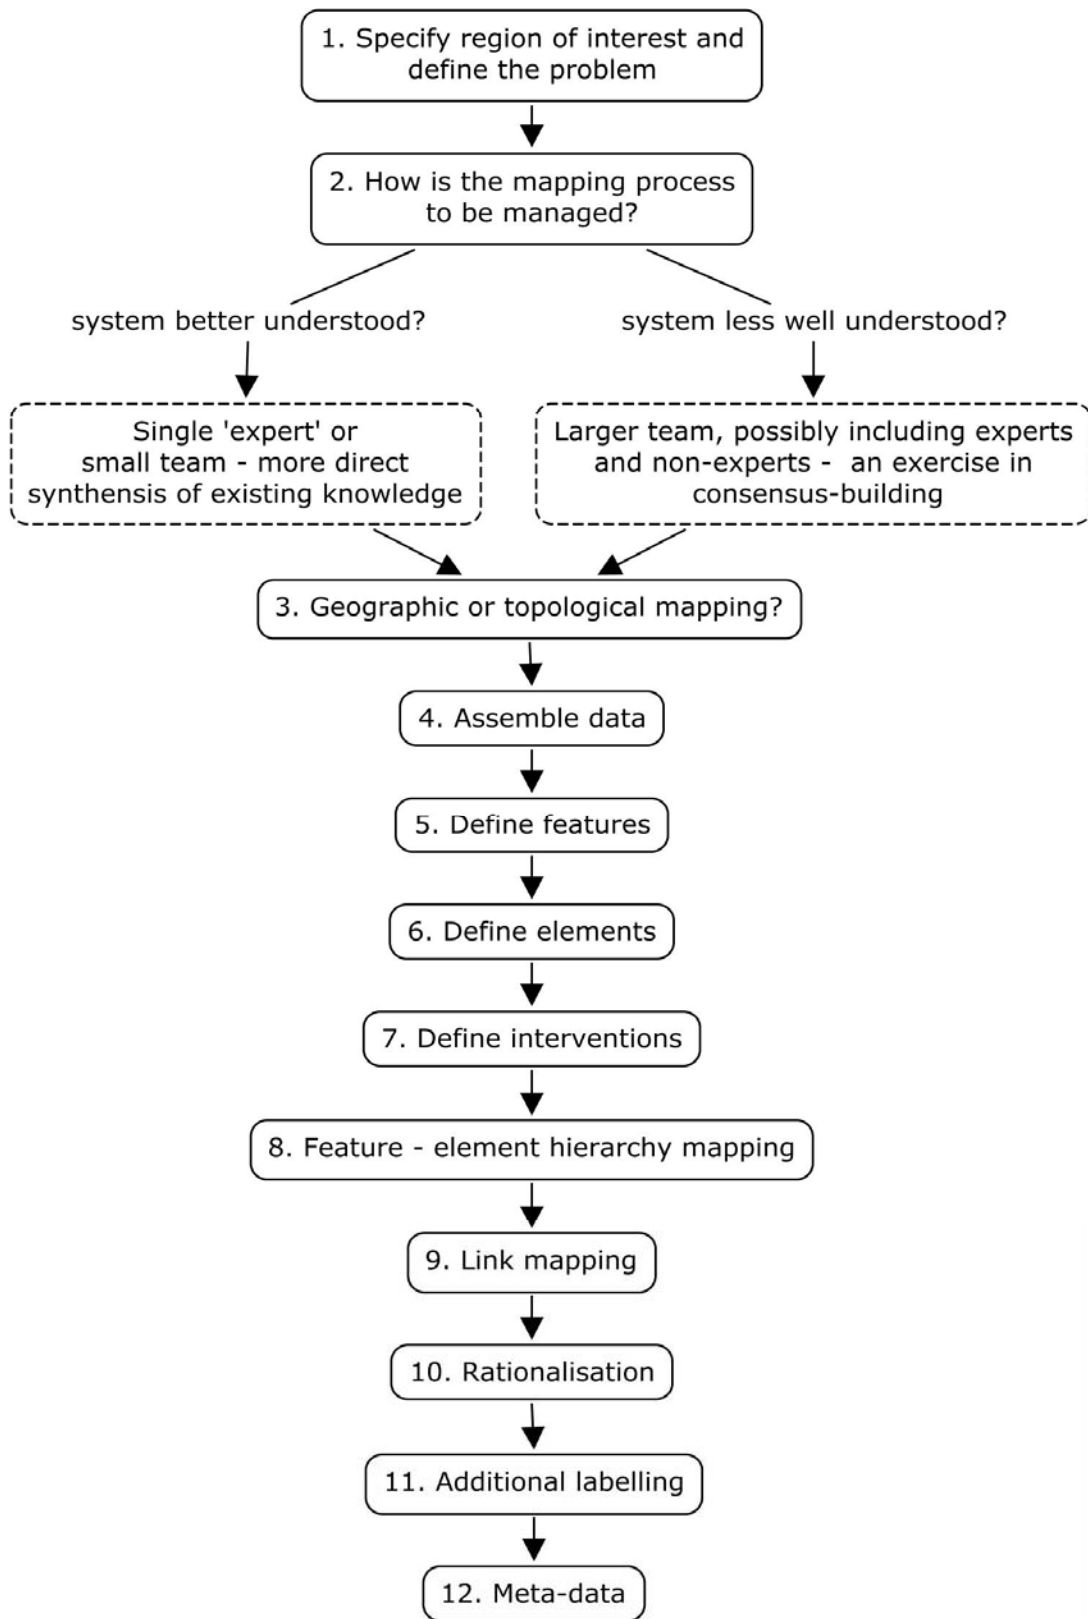 1. Specify region of interest and
define the problem
2. How is the mapping process
to be managed?
system better understood?
system less well understood?
Single 'expert' or
small team - more direct
synthensis of existing knowledge
Larger team, possibly including experts
and non-experts - an exercise in
consensus-building
3. Geographic or topological mapping?
4. Assemble data
5. Define features
6. Define elements
7. Define interventions
8. Feature - element hierarchy mapping
9. Link mapping
10. Rationalisation
11. Additional labelling
12. Meta-data